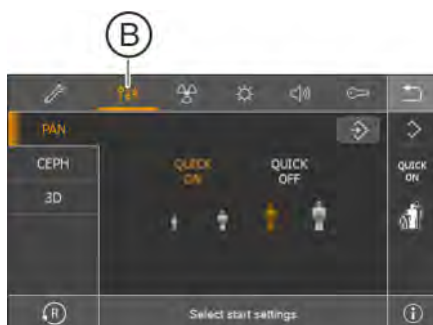 B
PAN
CEPH
3D
QUICK
ON
QUICK
OFF
QUICK
ON
R
Select start settings
i